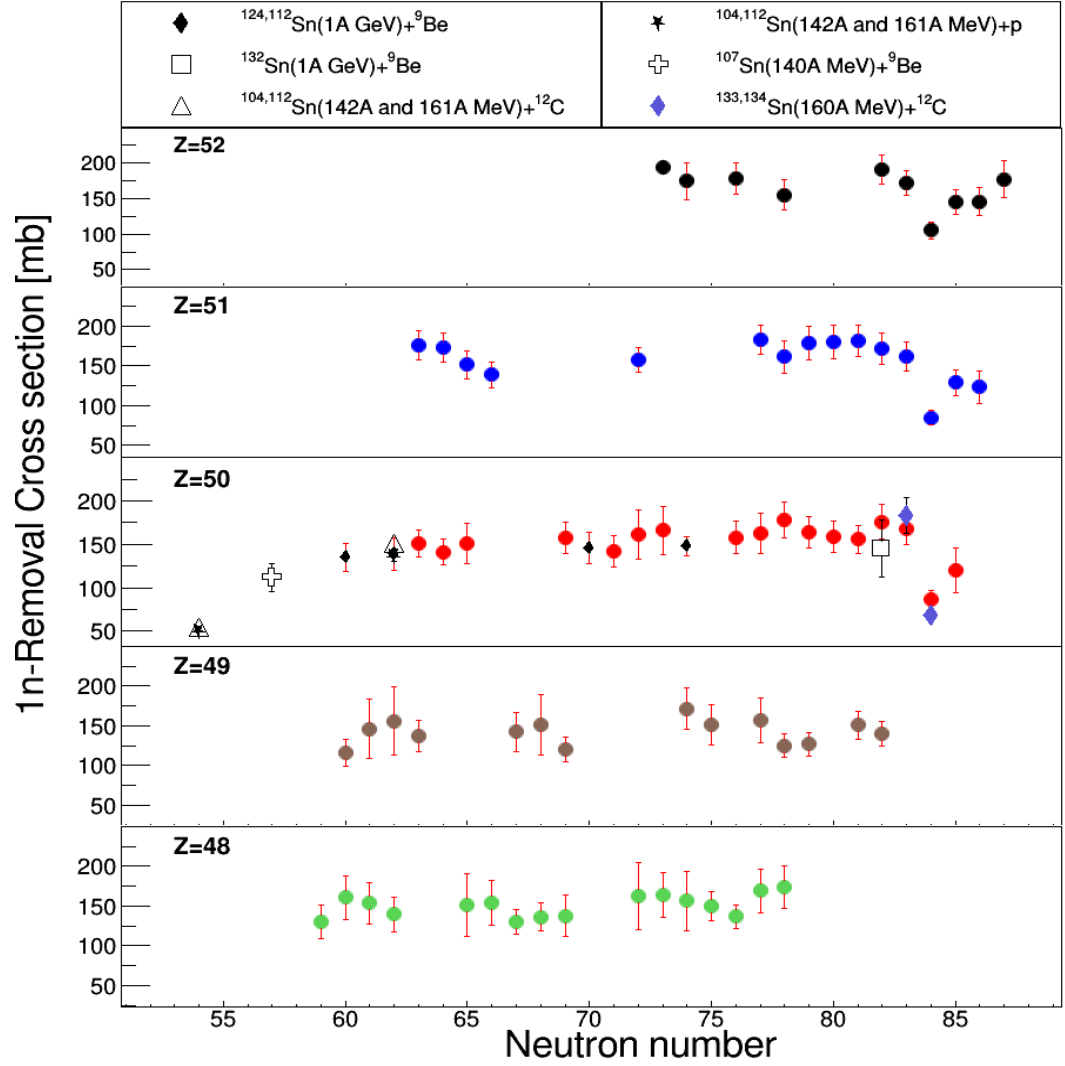 124,112Sn(1A GeV)+9Be
104,112Sn(142A and 161A MeV)+p
132Sn(1A GeV)+9Be
107Sn(140A MeV)+9Be
104,112Sn(142A and 161A MeV)+12C
133,134Sn(160A MeV)+12C
1n-Removal Cross section [mb]
Z=52
200
150
100
50
Z=51
200
150
100
50
Z=50
200
150
100
50
Z=49
200
150
100
50
Z=48
200
150
100
50
55 60 65 70 75 80 85
Neutron number